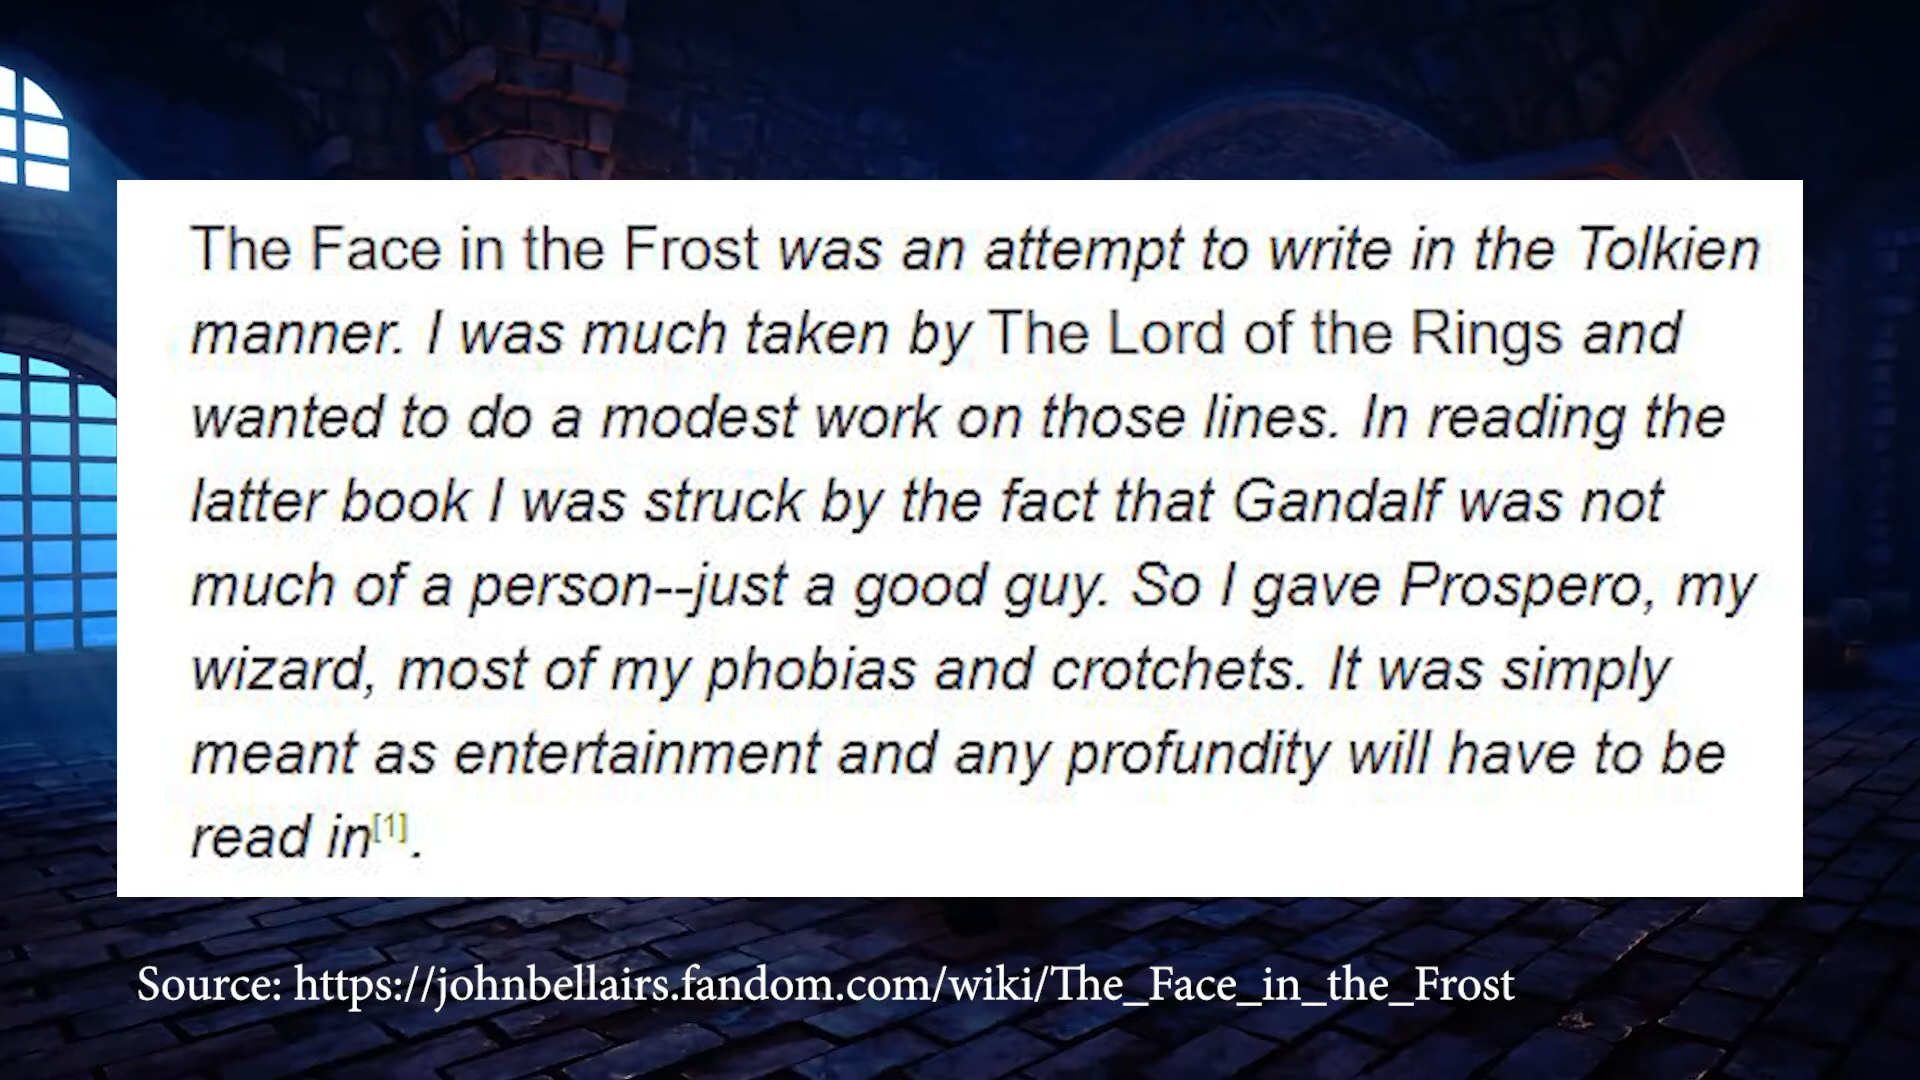 The Face in the Frost was an attempt to write in the Tolkien
manner. I was much taken by The Lord of the Rings and
wanted to do a modest work on those lines. In reading the
latter book I was struck by the fact that Gandalf was not
much of a person--just a good guy. So I gave Prospero, my
wizard, most of my phobias and crotchets. It was simply
meant as entertainment and any profundity will have to be
read in[1].
Source: https://johnbellairs.fandom.com/wiki/The_Face_in_the_Frost